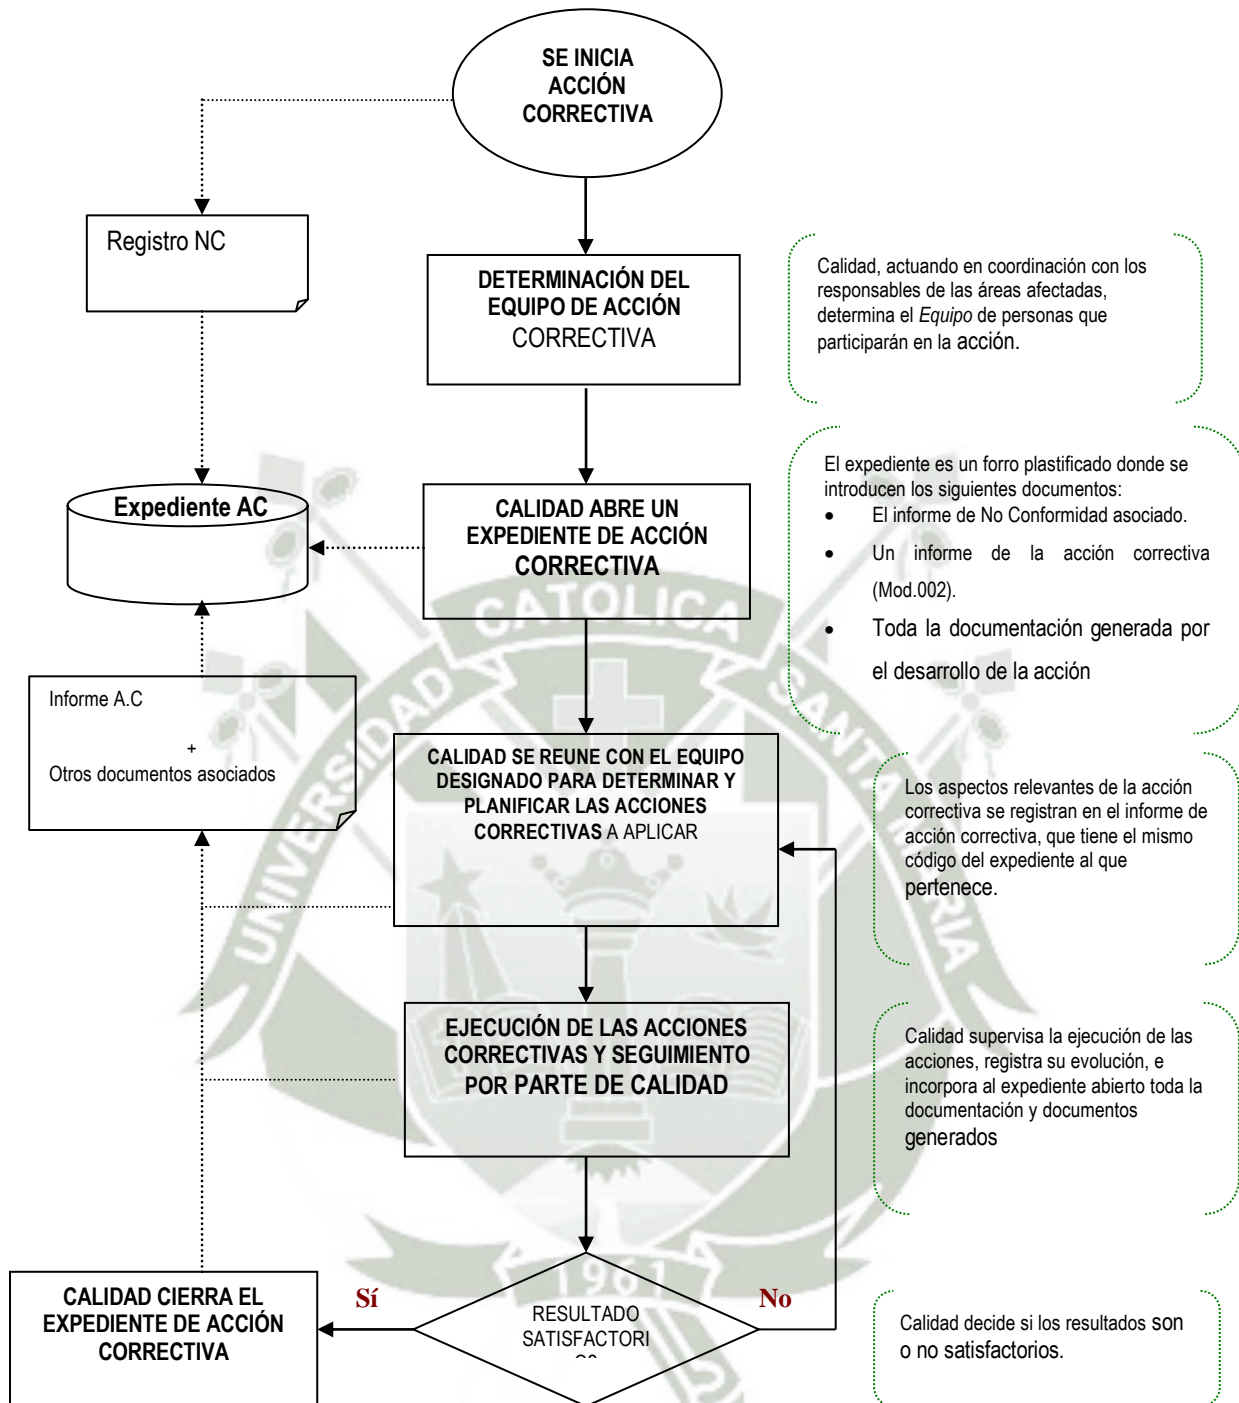 SE INICIA
ACCIÓN
CORRECTIVA
Registro NC
DETERMINACIÓN DEL
EQUIPO DE ACCIÓN
CORRECTIVA
Calidad, actuando en coordinación con los
responsables de las áreas afectadas,
determina el Equipo de personas que
participarán en la acción.
Expediente AC
CALIDAD ABRE UN
EXPEDIENTE DE ACCIÓN
CORRECTIVA
El expediente es un forro plastificado donde se
introducen los siguientes documentos:
• El informe de No Conformidad asociado.
• Un informe de la acción correctiva
(Mod.002).
• Toda la documentación generada por
el desarrollo de la acción
Informe A.C
+
Otros documentos asociados
CALIDAD SE REUNE CON EL EQUIPO
DESIGNADO PARA DETERMINAR Y
PLANIFICAR LAS ACCIONES
CORRECTIVAS A APLICAR
Los aspectos relevantes de la acción
correctiva se registran en el informe de
acción correctiva, que tiene el mismo
código del expediente al que
pertenece.
EJECUCIÓN DE LAS ACCIONES
CORRECTIVAS Y SEGUIMIENTO
POR PARTE DE CALIDAD
Calidad supervisa la ejecución de las
acciones, registra su evolución, e
incorpora al expediente abierto toda la
documentación y documentos
generados
CALIDAD CIERRA EL
EXPEDIENTE DE ACCIÓN
CORRECTIVA
Sí
RESULTADO
SATISFACTORI
No
Calidad decide si los resultados son
o no satisfactorios.
UNIVERSIDAD CATOLICA SANTA MARIA
1961